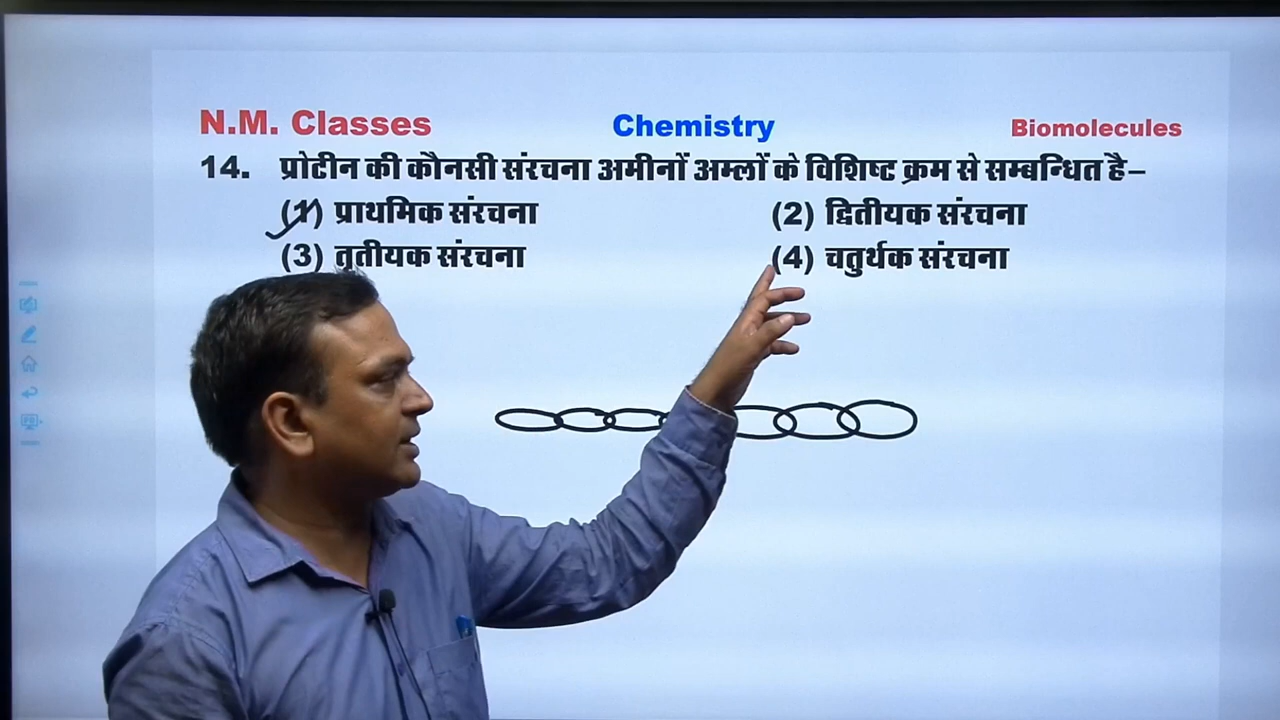 N.M. Classes Chemistry Biomolecules
14. प्रोटीन की कौनसी संरचना अमीनों अम्लों के विशिष्ट क्रम से सम्बन्धित है–
(1) प्राथमिक संरचना (2) द्वितीयक संरचना
(3) तृतीयक संरचना (4) चतुर्थक संरचना